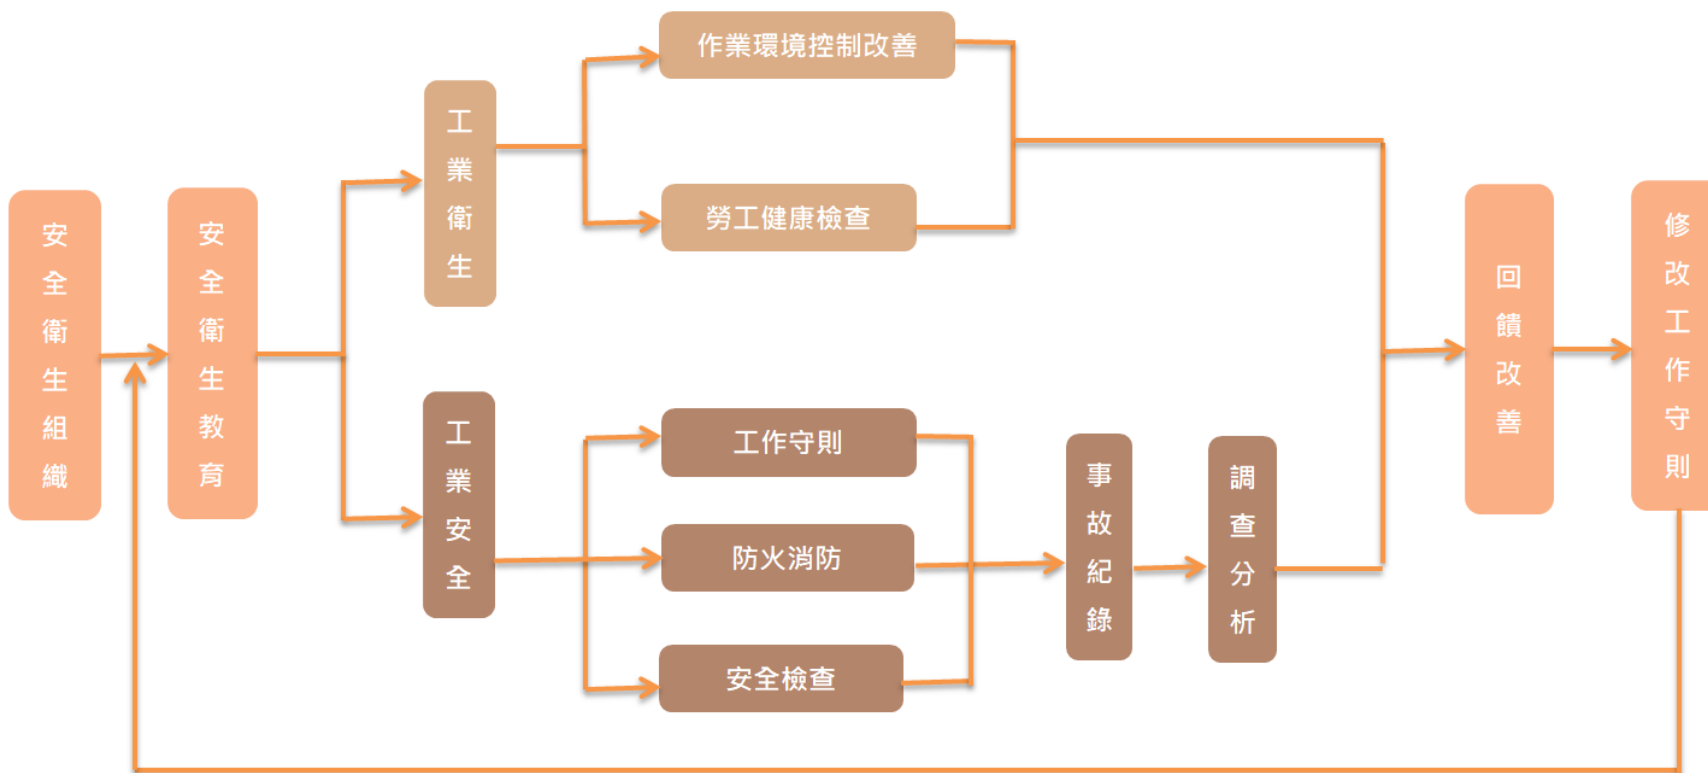 安全衛生組織
安全衛生教育
工業衛生
作業環境控制改善
勞工健康檢查
工業安全
工作守則
防火消防
安全檢查
事故紀錄
調查分析
回饋改善
修改工作守則